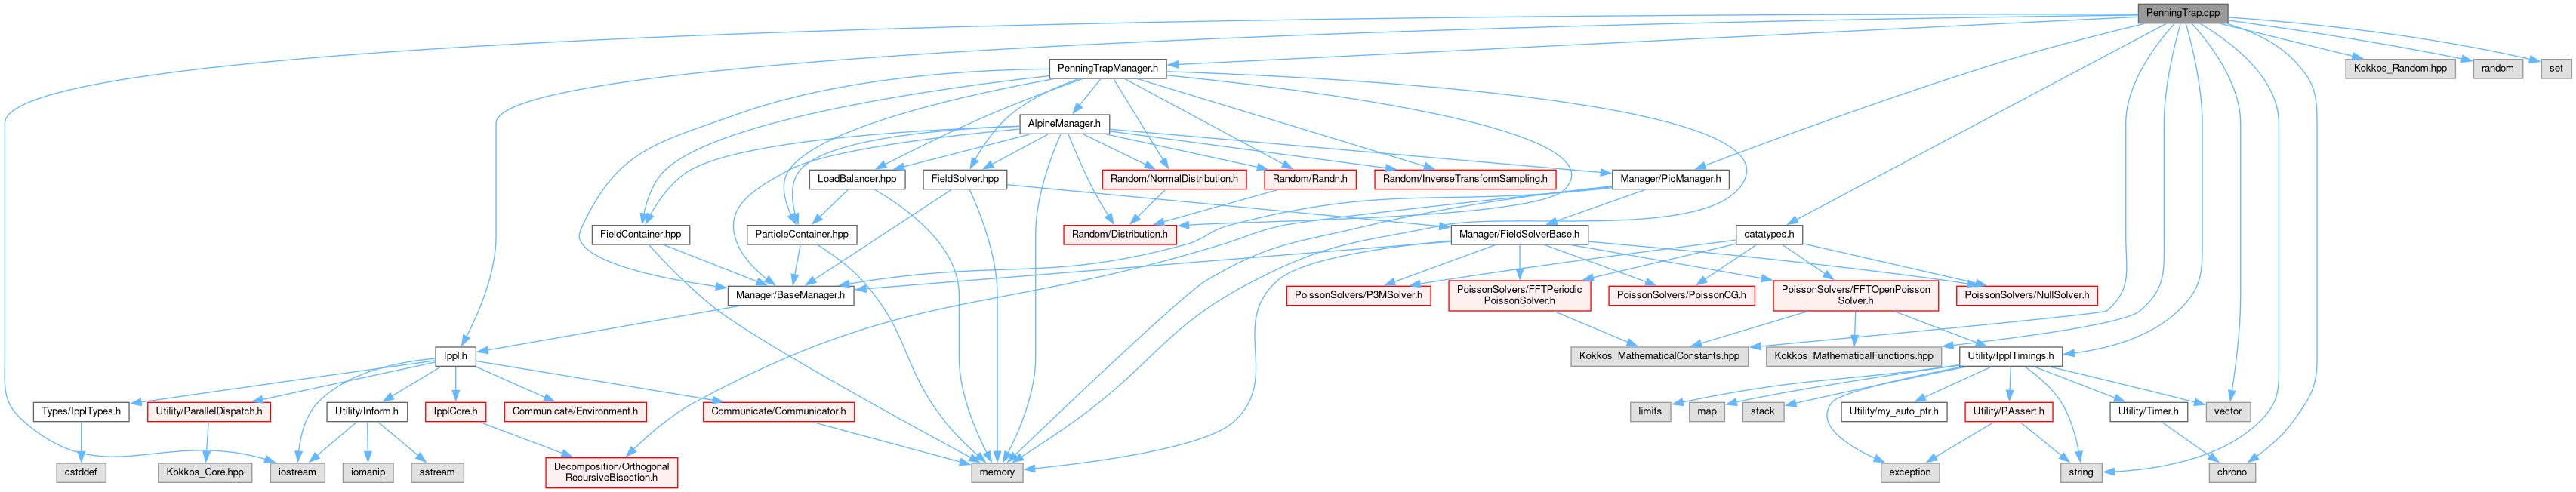 PenningTrap.cpp
PenningTrapManager.h
Kokkos_Random.hpp
random
set
AlpineManager.h
LoadBalancer.hpp
FieldSolver.hpp
Random/NormalDistribution.h
Random/Randn.h
Random/InverseTransformSampling.h
Manager/PicManager.h
FieldContainer.hpp
ParticleContainer.hpp
Random/Distribution.h
Manager/FieldSolverBase.h
datatypes.h
Manager/BaseManager.h
PoissonSolvers/P3MSolver.h
PoissonSolvers/FFTPeriodic
PoissonSolver.h
PoissonSolvers/PoissonCG.h
PoissonSolvers/FFTOpenPoisson
Solver.h
PoissonSolvers/NullSolver.h
Ippl.h
Kokkos_MathematicalConstants.hpp
Kokkos_MathematicalFunctions.hpp
Utility/IpplTimings.h
Types/IpplTypes.h
Utility/ParallelDispatch.h
Utility/Inform.h
IpplCore.h
Communicate/Environment.h
Communicate/Communicator.h
limits
map
stack
Utility/my_auto_ptr.h
Utility/PAssert.h
Utility/Timer.h
vector
cstddef
Kokkos_Core.hpp
iostream
iomanip
sstream
Decomposition/Orthogonal
RecursiveBisection.h
memory
exception
string
chrono